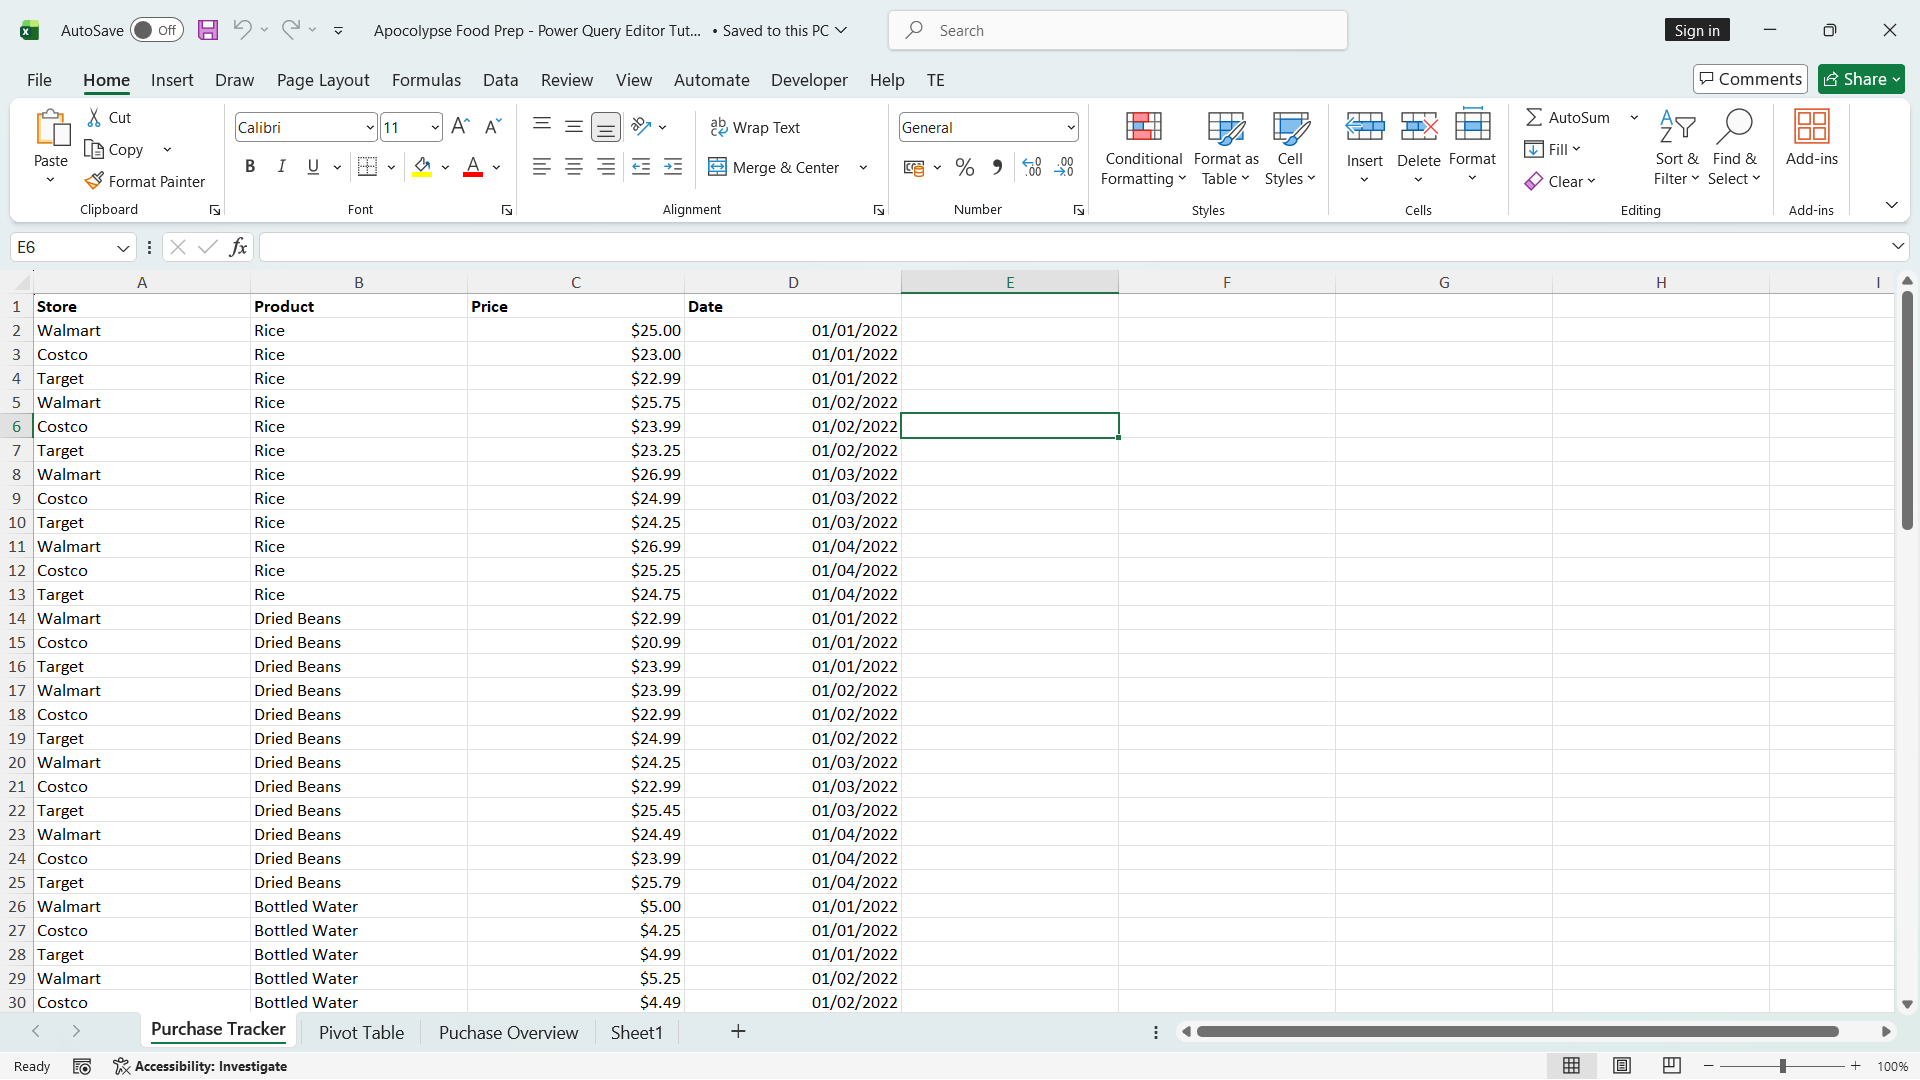 AutoSave Off Apocolypse Food Prep - Power Query Editor Tut... • Saved to this PC Search Sign in
File Home Insert Draw Page Layout Formulas Data Review View Automate Developer Help TE Comments Share
Paste Cut Copy Format Painter Clipboard
Calibri 11 B I U A Font
Wrap Text Merge & Center Alignment
General % Number
Conditional Formatting Format as Table Cell Styles Styles
Insert Delete Format Cells
AutoSum Fill Clear Sort & Filter Find & Select Editing
Add-ins Add-ins
E6 fx
A B C D E F G H I
1 Store Product Price Date
2 Walmart Rice $25.00 01/01/2022
3 Costco Rice $23.00 01/01/2022
4 Target Rice $22.99 01/01/2022
5 Walmart Rice $25.75 01/02/2022
6 Costco Rice $23.99 01/02/2022
7 Target Rice $23.25 01/02/2022
8 Walmart Rice $26.99 01/03/2022
9 Costco Rice $24.99 01/03/2022
10 Target Rice $24.25 01/03/2022
11 Walmart Rice $26.99 01/04/2022
12 Costco Rice $25.25 01/04/2022
13 Target Rice $24.75 01/04/2022
14 Walmart Dried Beans $22.99 01/01/2022
15 Costco Dried Beans $20.99 01/01/2022
16 Target Dried Beans $23.99 01/01/2022
17 Walmart Dried Beans $23.99 01/02/2022
18 Costco Dried Beans $22.99 01/02/2022
19 Target Dried Beans $24.99 01/02/2022
20 Walmart Dried Beans $24.25 01/03/2022
21 Costco Dried Beans $22.99 01/03/2022
22 Target Dried Beans $25.45 01/03/2022
23 Walmart Dried Beans $24.49 01/04/2022
24 Costco Dried Beans $23.99 01/04/2022
25 Target Dried Beans $25.79 01/04/2022
26 Walmart Bottled Water $5.00 01/01/2022
27 Costco Bottled Water $4.25 01/01/2022
28 Target Bottled Water $4.99 01/01/2022
29 Walmart Bottled Water $5.25 01/02/2022
30 Costco Bottled Water $4.49 01/02/2022
Purchase Tracker Pivot Table Puchase Overview Sheet1
Ready Accessibility: Investigate 100%